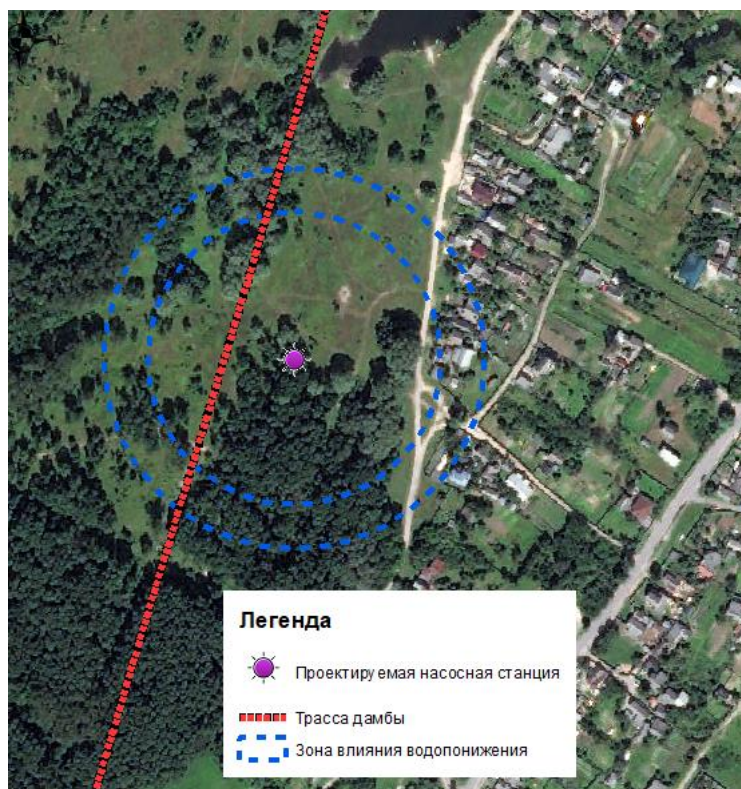 Легенда
Проектируемая насосная станция
Трасса дамбы
Зона влияния водопонижения